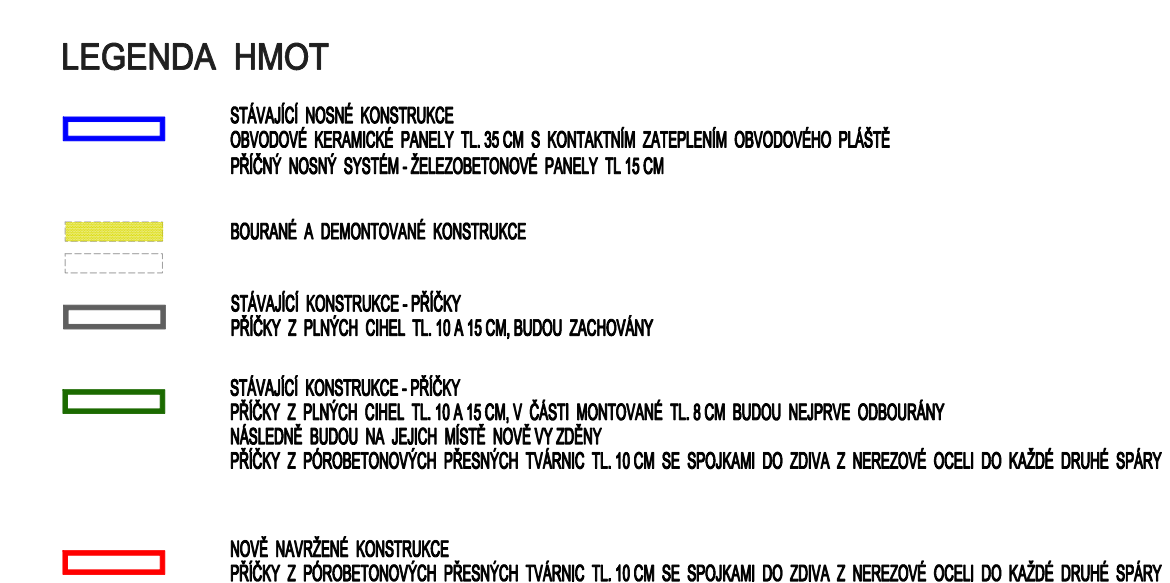 LEGENDA HMOT
STÁVAJÍCÍ NOSNÉ KONSTRUKCE
OBVODOVÉ KERAMICKÉ PANELY TL. 35 CM S KONTAKTNÍM ZATEPLENÍM OBVODOVÉHO PLÁŠTĚ
PŘÍČNÝ NOSNÝ SYSTÉM - ŽELEZOBETONOVÉ PANELY TL 15 CM
BOURANÉ A DEMONTOVANÉ KONSTRUKCE
STÁVAJÍCÍ KONSTRUKCE - PŘÍČKY
PŘÍČKY Z PLNÝCH CIHEL TL. 10 A 15 CM, BUDOU ZACHOVÁNY
STÁVAJÍCÍ KONSTRUKCE - PŘÍČKY
PŘÍČKY Z PLNÝCH CIHEL TL. 10 A 15 CM, V ČÁSTI MONTOVANÉ TL. 8 CM BUDOU NEJPRVE ODBOURÁNY
NÁSLEDNĚ BUDOU NA JEJICH MÍSTĚ NOVĚ VY ZDĚNY
PŘÍČKY Z PÓROBETONOVÝCH PŘESNÝCH TVÁRNIC TL. 10 CM SE SPOJKAMI DO ZDIVA Z NEREZOVÉ OCELI DO KAŽDÉ DRUHÉ SPÁRY
NOVĚ NAVRŽENÉ KONSTRUKCE
PŘÍČKY Z PÓROBETONOVÝCH PŘESNÝCH TVÁRNIC TL. 10 CM SE SPOJKAMI DO ZDIVA Z NEREZOVÉ OCELI DO KAŽDÉ DRUHÉ SPÁRY